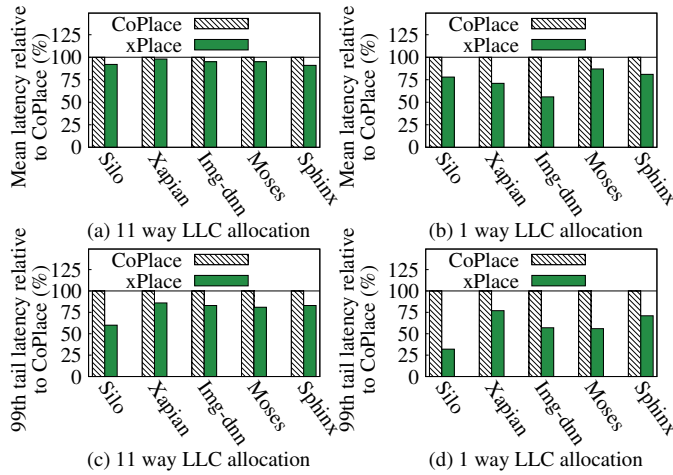 Mean latency relative
to CoPlace (%)
125
100
75
50
25
0
CoPlace
xPlace
Silo
Xapian
Img-dnn
Moses
Sphinx
(a) 11 way LLC allocation
Mean latency relative
to CoPlace (%)
125
100
75
50
25
0
CoPlace
xPlace
Silo
Xapian
Img-dnn
Moses
Sphinx
(b) 1 way LLC allocation
99th tail latency relative
to CoPlace (%)
125
100
75
50
25
0
CoPlace
xPlace
Silo
Xapian
Img-dnn
Moses
Sphinx
(c) 11 way LLC allocation
99th tail latency relative
to CoPlace (%)
125
100
75
50
25
0
CoPlace
xPlace
Silo
Xapian
Img-dnn
Moses
Sphinx
(d) 1 way LLC allocation